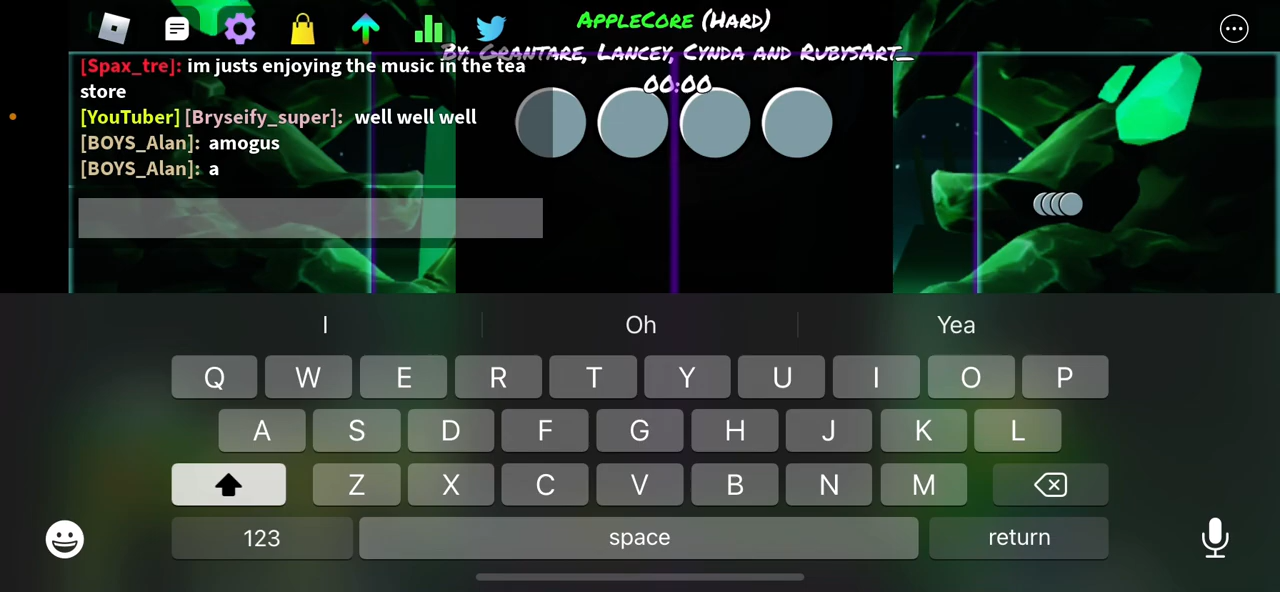 AppleCore (Hard)
By Grantare, Lancey, Cynda and RubysArt_
00:00
[Spax_tre]: im justs enjoying the music in the tea
store
[YouTuber] [Bryseify_super]: well well well
[BOYS_Alan]: amogus
[BOYS_Alan]: a
I Oh Yea
Q W E R T Y U I O P
A S D F G H J K L
Z X C V B N M
123 space return